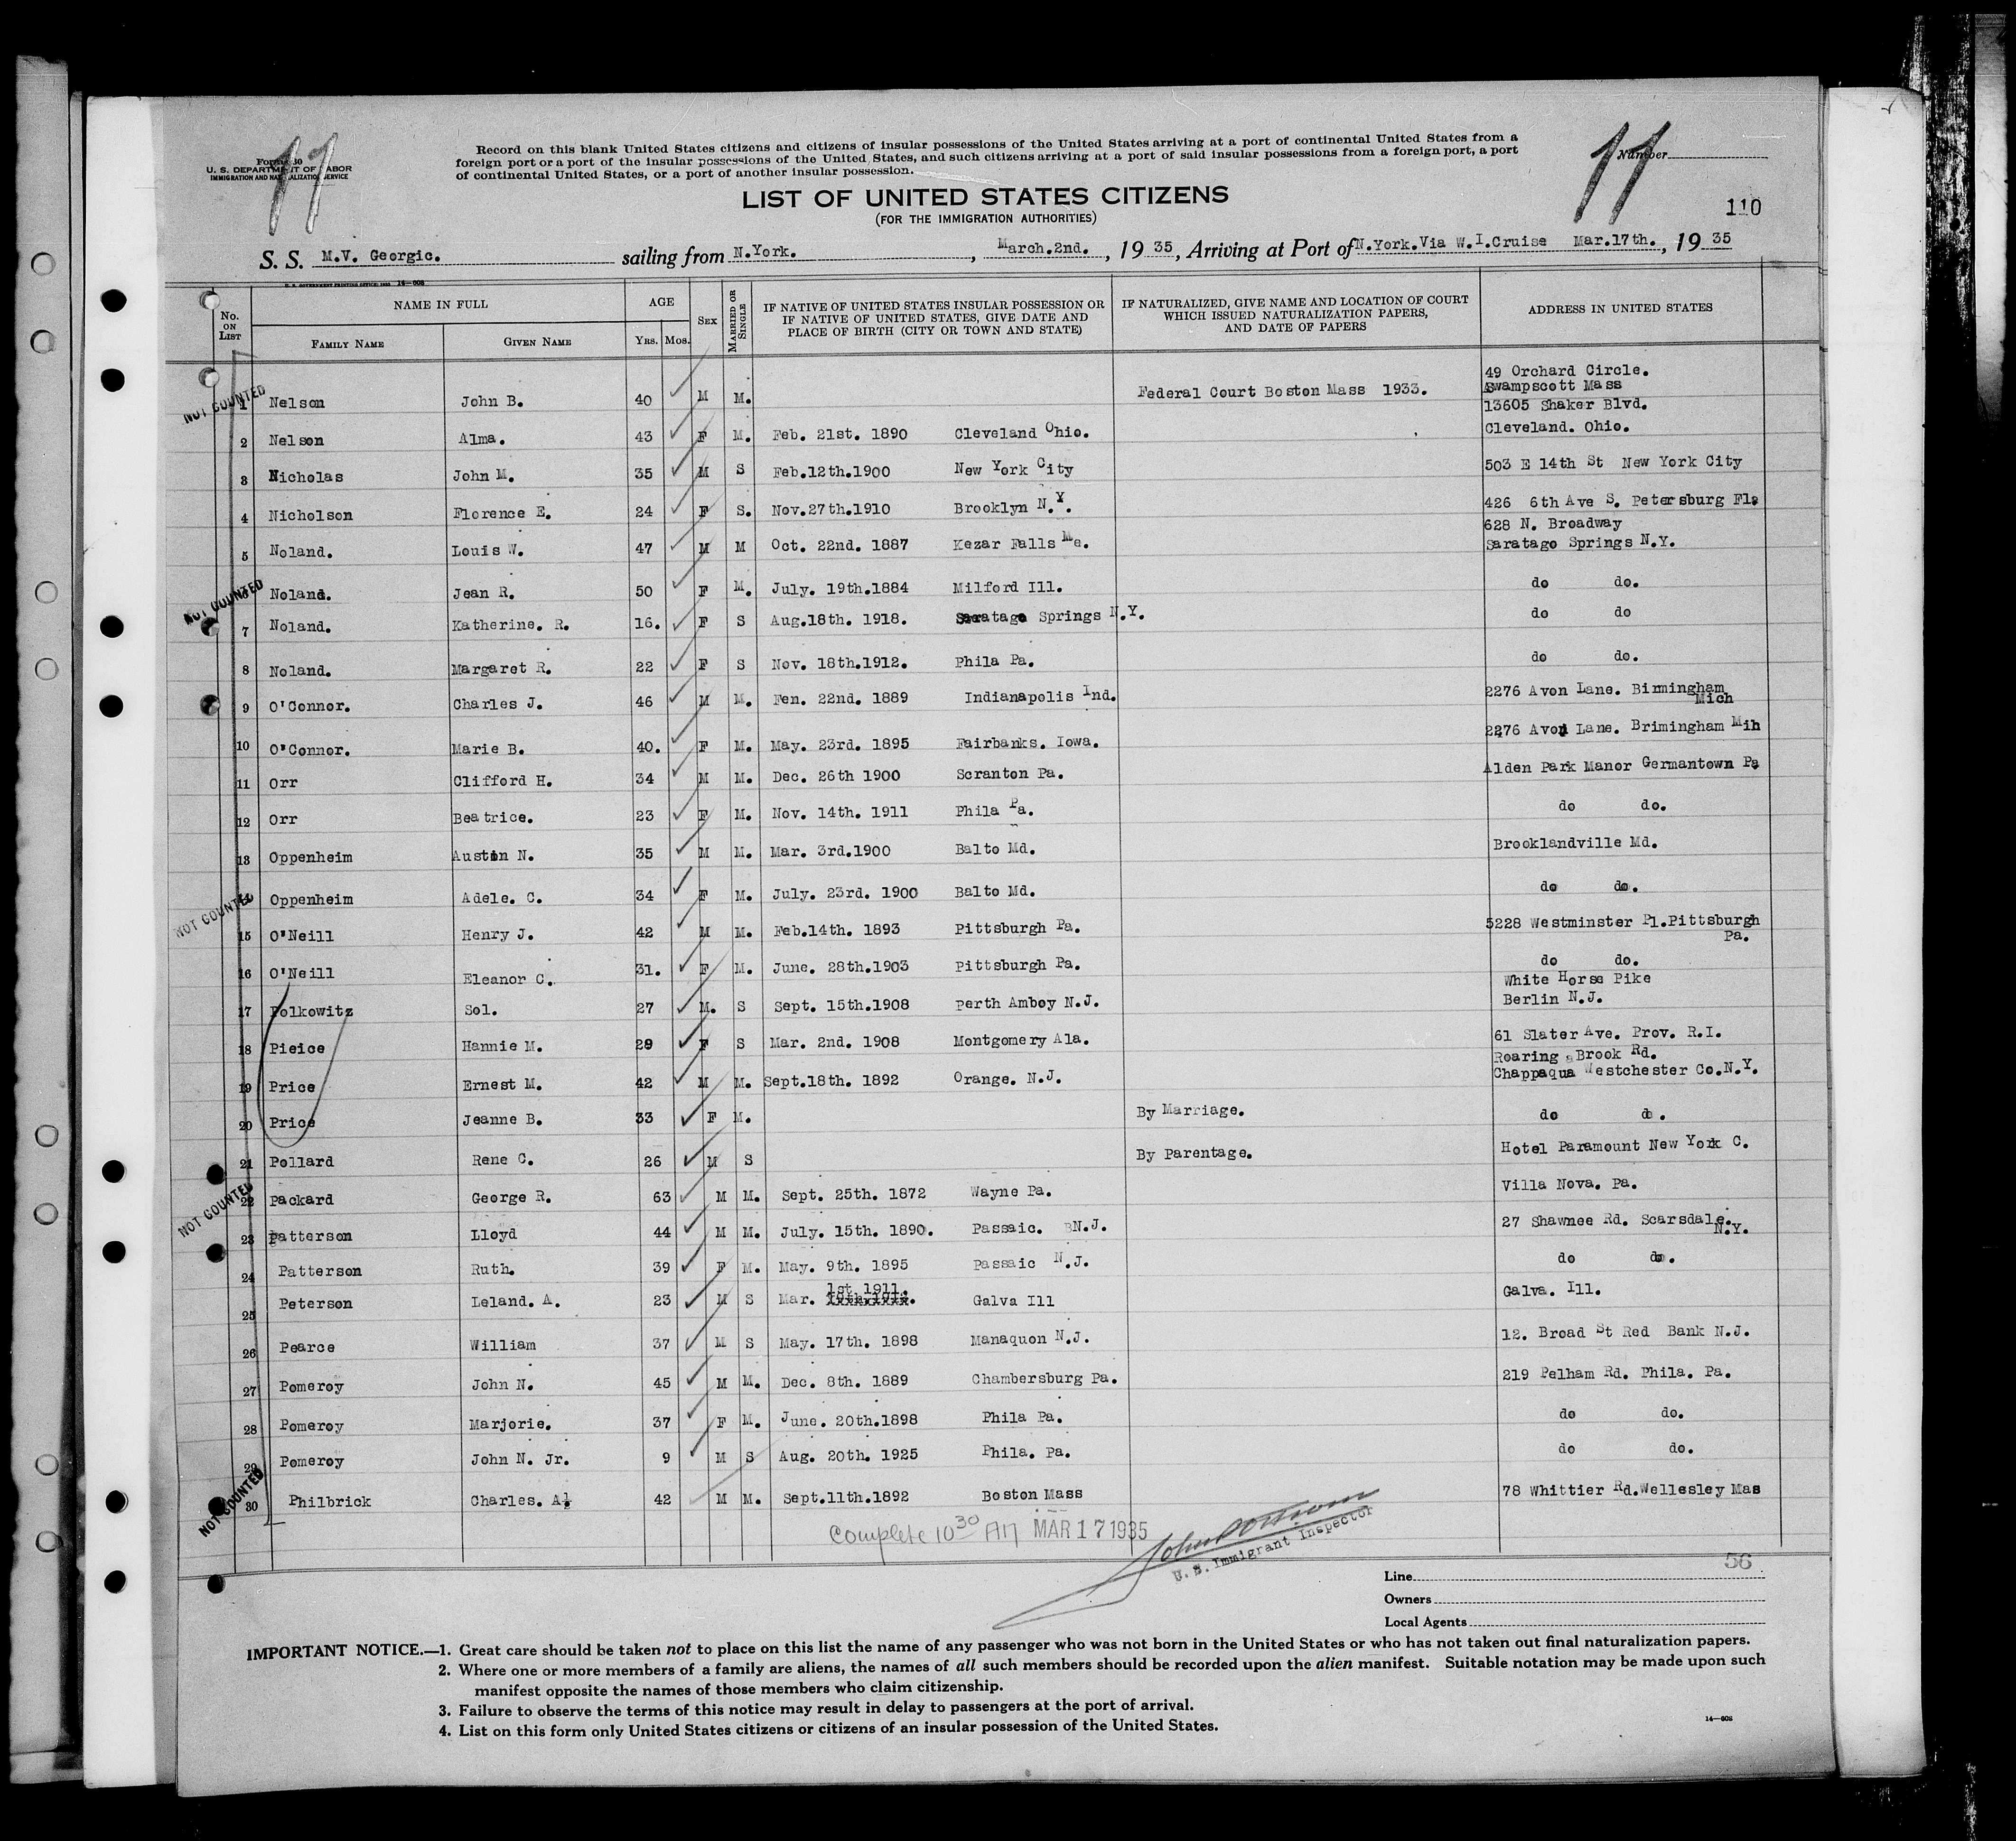 Form 630
U. S. DEPARTMENT OF LABOR
IMMIGRATION AND NATURALIZATION SERVICE
Record on this blank United States citizens and citizens of insular possessions of the United States arriving at a port of continental United States from a
foreign port or a port of the insular possessions of the United States, and such citizens arriving at a port of said insular possessions from a foreign port, a port
of continental United States, or a port of another insular possession.
Number
11
11
LIST OF UNITED STATES CITIZENS
(FOR THE IMMIGRATION AUTHORITIES)
110
S. S. M.V. Georgic. sailing from N.York. , March.2nd. , 19 35, Arriving at Port of N.York.Via W.I.Cruise Mar.17th. , 19 35
No. ON LIST
NAME IN FULL
FAMILY NAME GIVEN NAME
AGE
YRS. MOS.
SEX
MARRIED OR SINGLE
IF NATIVE OF UNITED STATES INSULAR POSSESSION OR
IF NATIVE OF UNITED STATES, GIVE DATE AND
PLACE OF BIRTH (CITY OR TOWN AND STATE)
IF NATURALIZED, GIVE NAME AND LOCATION OF COURT
WHICH ISSUED NATURALIZATION PAPERS,
AND DATE OF PAPERS
ADDRESS IN UNITED STATES
NOT COUNTED
49 Orchard Circle.
1 Nelson John B. 40 M M. Federal Court Boston Mass 1933. Swampscott Mass
13605 Shaker Blvd.
2 Nelson Alma. 43 F M. Feb. 21st. 1890 Cleveland Ohio. Cleveland. Ohio.
3 Nicholas John M. 35 M S Feb.12th.1900 New York City 503 E 14th St New York City
4 Nicholson Florence E. 24 F S. Nov.27th.1910 Brooklyn N.Y. 426 6th Ave S. Petersburg Fla
628 N. Broadway
5 Noland. Louis W. 47 M M Oct. 22nd. 1887 Kezar Falls Me. Saratago Springs N.Y.
NOT COUNTED
6 Noland. Jean R. 50 F M. July. 19th.1884 Milford Ill. do do.
7 Noland. Katherine. R. 16. F S Aug.18th. 1918. Saratago Springs N.Y. do do
8 Noland. Margaret R. 22 F S Nov. 18th.1912. Phila Pa. do do.
9 O'Connor. Charles J. 46 M M. Fen. 22nd. 1889 Indianapolis Ind. 2276 Avon Lane. Birmingham
Mich
10 O'Connor. Marie B. 40. F M. May. 23rd. 1895 Fairbanks. Iowa. 2276 Avon Lane. Brimingham Mih
11 Orr Clifford H. 34 M M. Dec. 26th 1900 Scranton Pa. Alden Park Manor Germantown Pa
12 Orr Beatrice. 23 F M. Nov. 14th. 1911 Phila Pa. do do.
13 Oppenheim Austin N. 35 M M. Mar. 3rd.1900 Balto Md. Brooklandville Md.
NOT COUNTED
14 Oppenheim Adele. C. 34 F M. July. 23rd. 1900 Balto Md. do do.
15 O'Neill Henry J. 42 M M. Feb.14th. 1893 Pittsburgh Pa. 5228 Westminster Pl.Pittsburgh
Pa.
16 O'Neill Eleanor C. 31. F M. June. 28th.1903 Pittsburgh Pa. do do.
White Horse Pike
17 Polkowitz Sol. 27 M. S Sept. 15th.1908 Perth Amboy N.J. Berlin N.J.
18 Pieice Hannie M. 29 F S Mar. 2nd. 1908 Montgomery Ala. 61 Slater Ave. Prov. R.I.
Roaring Brook Rd.
19 Price Ernest M. 42 M M. Sept.18th. 1892 Orange. N.J. Chappaqua Westchester Co.N.Y.
20 Price Jeanne B. 33 F M. By Marriage. do do.
21 Pollard Rene C. 26 M S By Parentage. Hotel Paramount New York C.
NOT COUNTED
22 Packard George R. 63 M M. Sept. 25th. 1872 Wayne Pa. Villa Nova. Pa.
23 Patterson Lloyd 44 M M. July. 15th. 1890. Passaic. N.J. 27 Shawnee Rd. Scarsdale.
N.Y.
24 Patterson Ruth. 39 F M. May. 9th. 1895 Passaic N.J. do do.
1st 1911.
25 Peterson Leland. A. 23 M S Mar. Galva Ill Galva. Ill.
26 Pearce William 37 M S May. 17th. 1898 Manaquon N.J. 12. Broad St Red Bank N.J.
27 Pomeroy John N. 45 M M. Dec. 8th. 1889 Chambersburg Pa. 219 Pelham Rd. Phila. Pa.
28 Pomeroy Marjorie. 37 F M. June. 20th.1898 Phila Pa. do do.
29 Pomeroy John N. Jr. 9 M S Aug. 20th. 1925 Phila. Pa. do do.
NOT COUNTED
30 Philbrick Charles. A. 42 M M. Sept.11th.1892 Boston Mass 78 Whittier Rd.Wellesley Mas
Complete 10 30 AM MAR 17 1935
U. S. Immigrant Inspector
56
Line
Owners
Local Agents
IMPORTANT NOTICE.—1. Great care should be taken not to place on this list the name of any passenger who was not born in the United States or who has not taken out final naturalization papers.
2. Where one or more members of a family are aliens, the names of all such members should be recorded upon the alien manifest. Suitable notation may be made upon such
manifest opposite the names of those members who claim citizenship.
3. Failure to observe the terms of this notice may result in delay to passengers at the port of arrival.
4. List on this form only United States citizens or citizens of an insular possession of the United States.
14—608